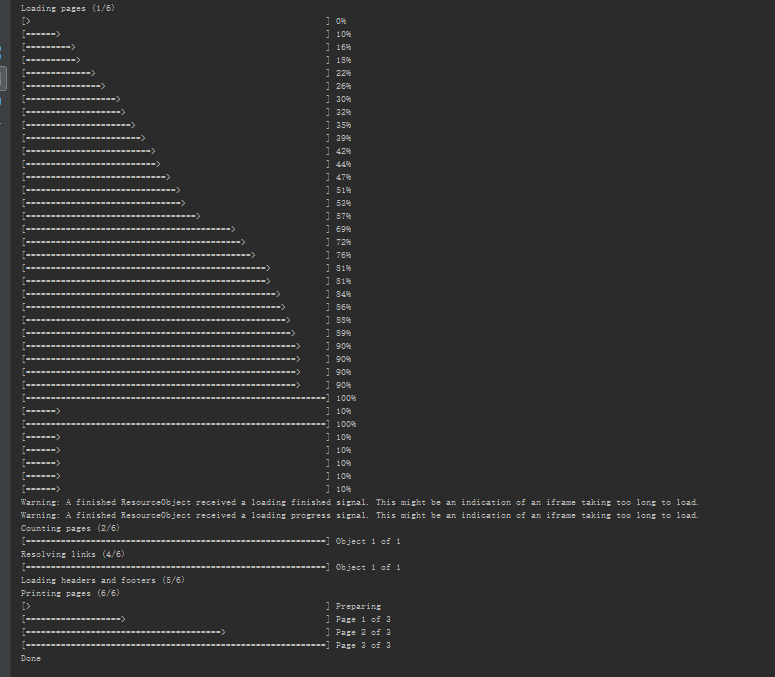 Loading pages (1/6)
[>                                                           ] 0%
[======>                                                     ] 10%
[=========>                                                  ] 16%
[==========>                                                 ] 18%
[=============>                                              ] 22%
[===============>                                            ] 26%
[==================>                                         ] 30%
[===================>                                        ] 32%
[=====================>                                      ] 35%
[=======================>                                    ] 39%
[=========================>                                  ] 42%
[==========================>                                 ] 44%
[============================>                               ] 47%
[==============================>                             ] 51%
[===============================>                            ] 53%
[==================================>                         ] 57%
[=========================================>                  ] 69%
[===========================================>                ] 72%
[=============================================>              ] 76%
[================================================>           ] 81%
[================================================>           ] 81%
[==================================================>         ] 84%
[===================================================>        ] 86%
[====================================================>       ] 88%
[=====================================================>      ] 89%
[======================================================>     ] 90%
[======================================================>     ] 90%
[======================================================>     ] 90%
[======================================================>     ] 90%
[============================================================] 100%
[======>                                                     ] 10%
[============================================================] 100%
[======>                                                     ] 10%
[======>                                                     ] 10%
[======>                                                     ] 10%
[======>                                                     ] 10%
[======>                                                     ] 10%
Warning: A finished ResourceObject received a loading finished signal. This might be an indication of an iframe taking too long to load.
Warning: A finished ResourceObject received a loading progress signal. This might be an indication of an iframe taking too long to load.
Counting pages (2/6)
[============================================================] Object 1 of 1
Resolving links (4/6)
[============================================================] Object 1 of 1
Loading headers and footers (5/6)
Printing pages (6/6)
[>                                                           ] Preparing
[===================>                                        ] Page 1 of 3
[=======================================>                    ] Page 2 of 3
[============================================================] Page 3 of 3
Done